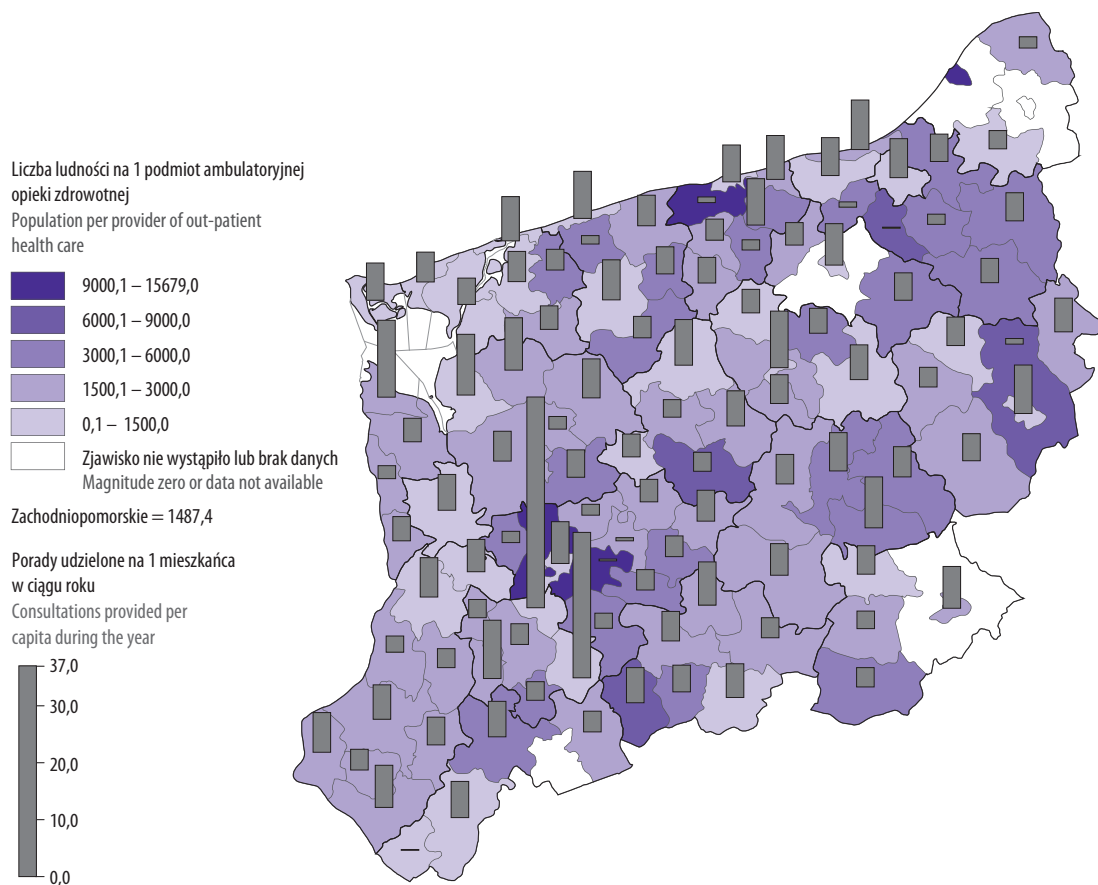 Liczba ludności na 1 podmiot ambulatoryjnej
opieki zdrowotnej
Population per provider of out-patient
health care
9000,1 – 15679,0
6000,1 – 9000,0
3000,1 – 6000,0
1500,1 – 3000,0
0,1 – 1500,0
Zjawisko nie wystąpiło lub brak danych
Magnitude zero or data not available
Zachodniopomorskie = 1487,4
Porady udzielone na 1 mieszkańca
w ciągu roku
Consultations provided per
capita during the year
37,0
30,0
20,0
10,0
0,0